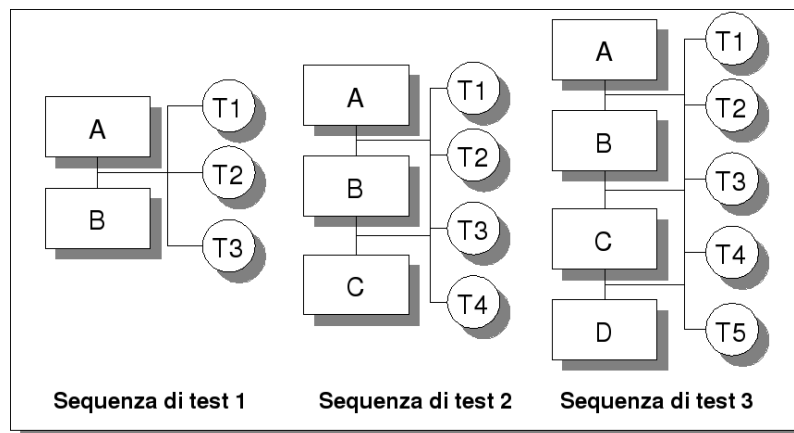 A
B
T1
T2
T3
Sequenza di test 1
A
B
C
T1
T2
T3
T4
Sequenza di test 2
A
B
C
D
T1
T2
T3
T4
T5
Sequenza di test 3